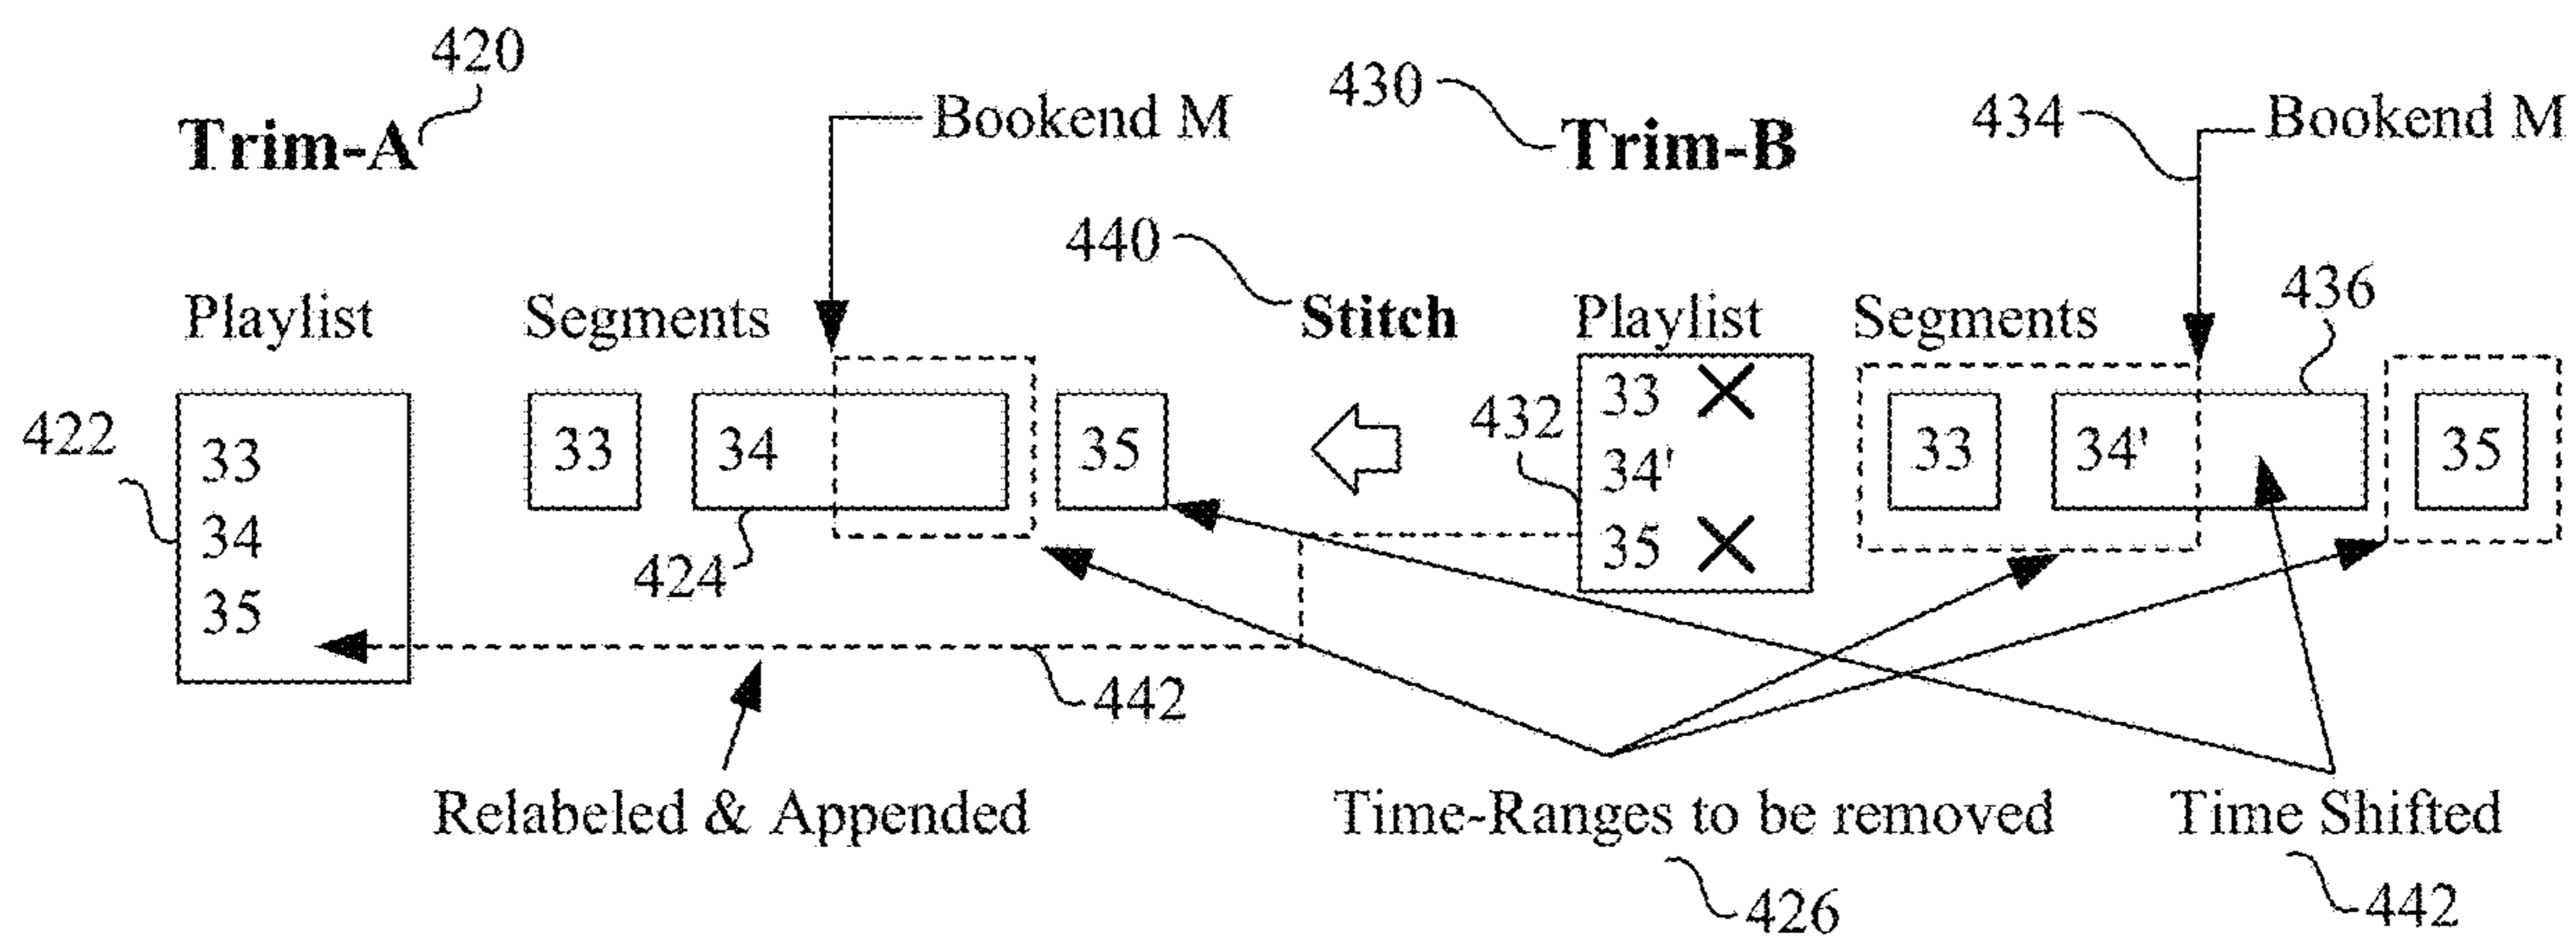 420
Trim-A
Bookend M
430
Trim-B
434
Bookend M
440
Stitch
436
Playlist
Segments
Playlist
Segments
422
33
34
35
33
34
35
424
432
33 X
34'
35 X
33
34'
35
442
Relabeled & Appended
Time-Ranges to be removed
426
Time Shifted
442